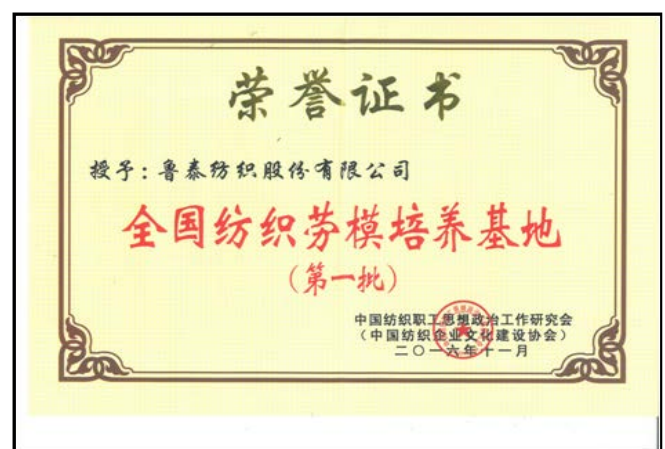 荣誉证书
授予:鲁泰纺织股份有限公司
全国纺织劳模培养基地
(第一批)
中国纺织职工思想政治工作研究会
(中国纺织企业文化建设协会)
二〇一六年十一月